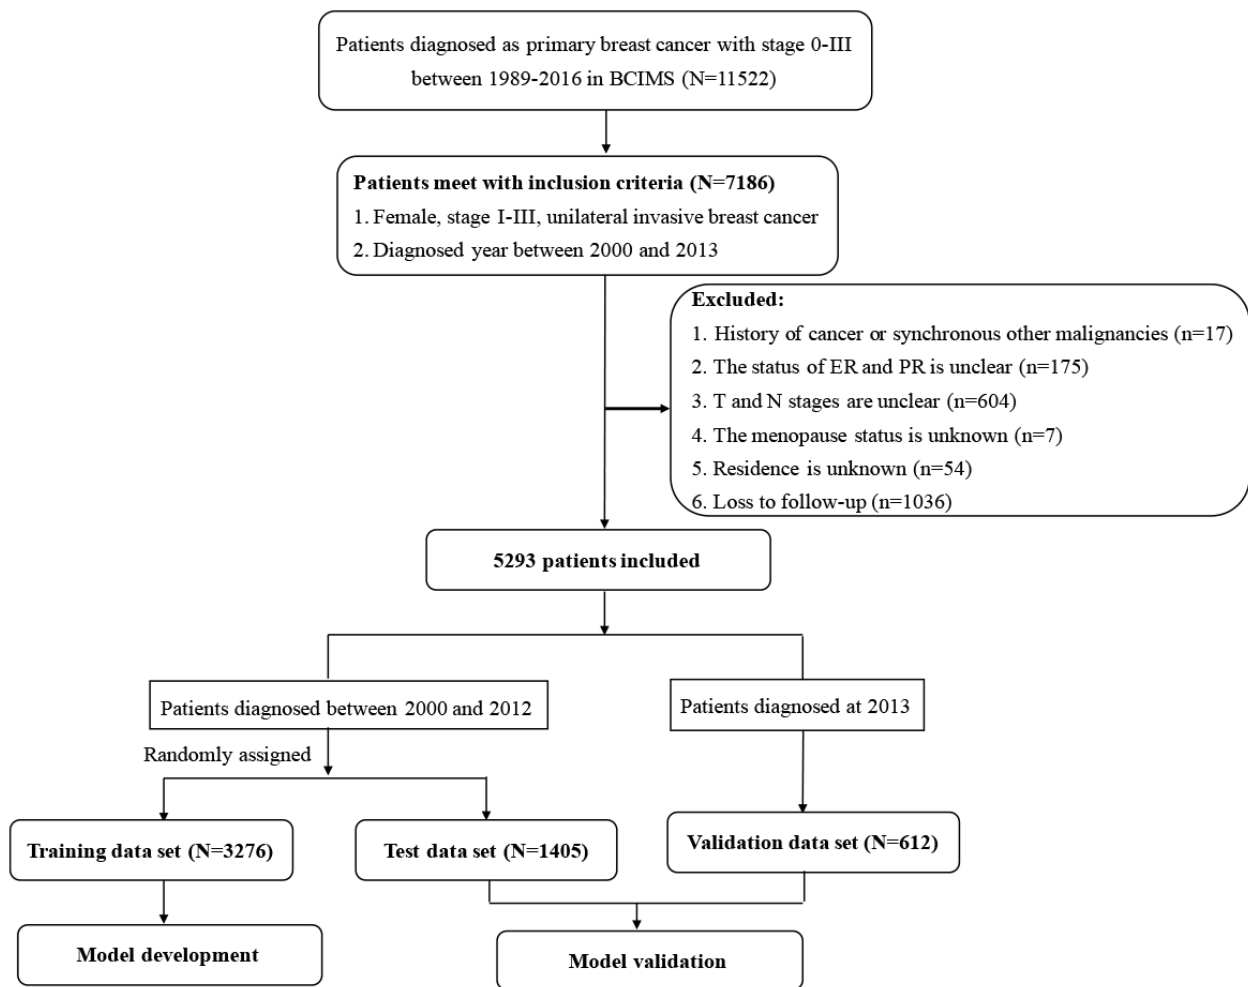 Patients diagnosed as primary breast cancer with stage 0-III
between 1989-2016 in BCIMS (N=11522)
Patients meet with inclusion criteria (N=7186)
1. Female, stage I-III, unilateral invasive breast cancer
2. Diagnosed year between 2000 and 2013
Excluded:
1. History of cancer or synchronous other malignancies (n=17)
2. The status of ER and PR is unclear (n=175)
3. T and N stages are unclear (n=604)
4. The menopause status is unknown (n=7)
5. Residence is unknown (n=54)
6. Loss to follow-up (n=1036)
5293 patients included
Patients diagnosed between 2000 and 2012
Patients diagnosed at 2013
Randomly assigned
Training data set (N=3276)
Test data set (N=1405)
Validation data set (N=612)
Model development
Model validation